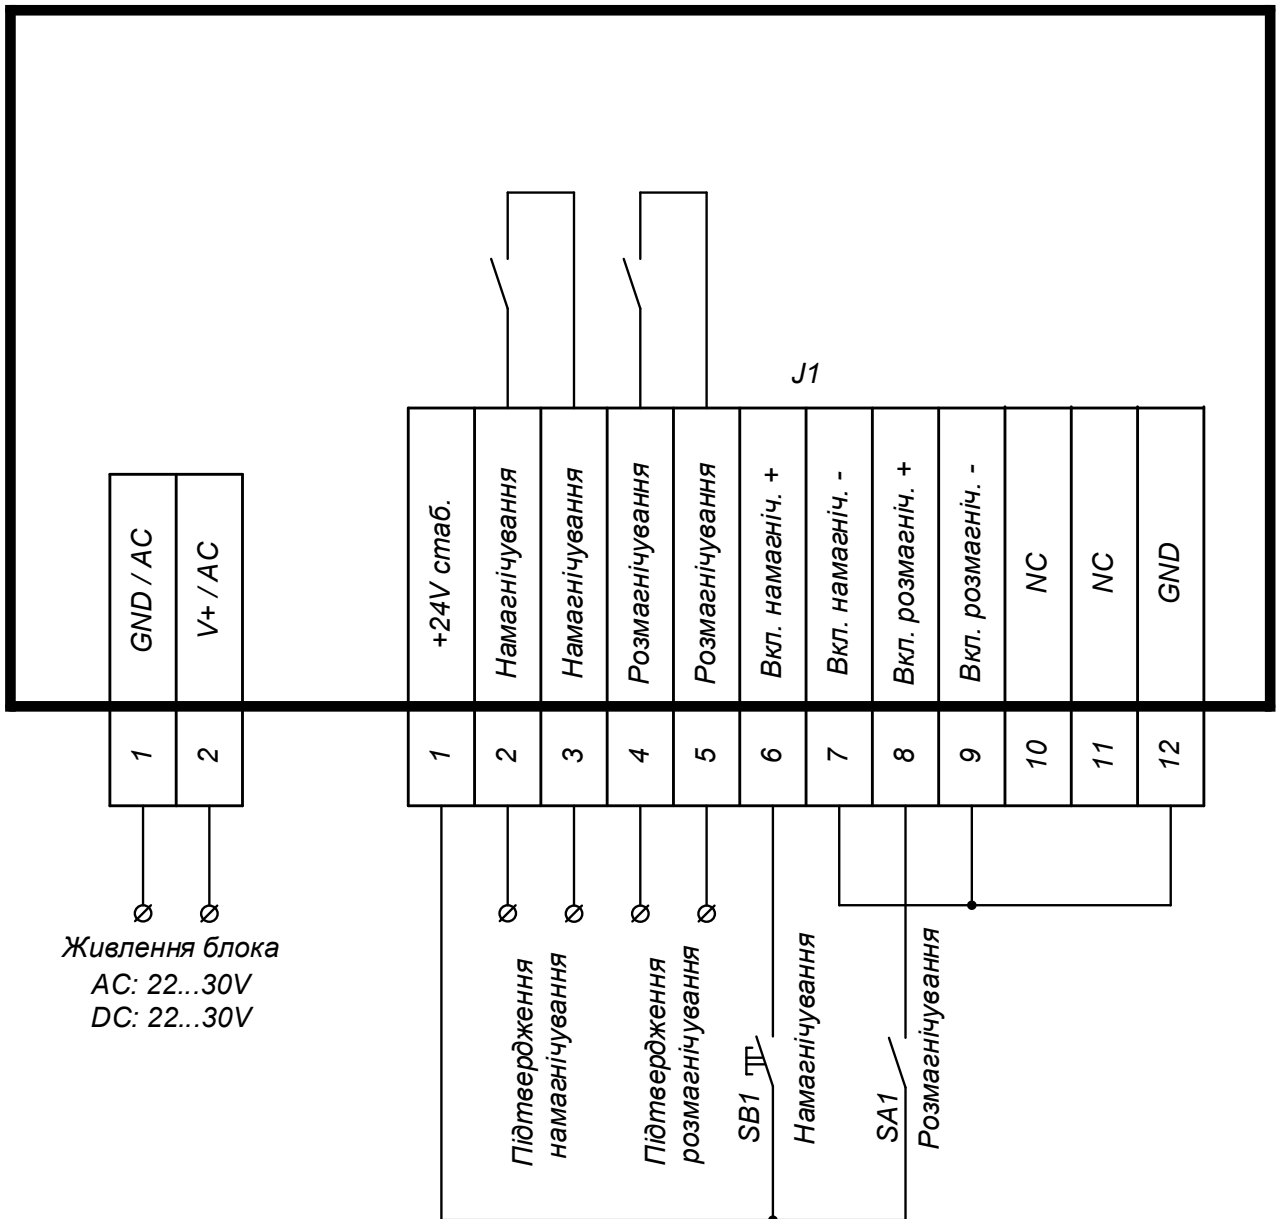 J1
GND / AC
V+ / AC
+24V стаб.
Намагнічування
Намагнічування
Розмагнічування
Розмагнічування
Вкл. намагніч. +
Вкл. намагніч. -
Вкл. розмагніч. +
Вкл. розмагніч. -
NC
NC
GND
1
2
1
2
3
4
5
6
7
8
9
10
11
12
Живлення блока
AC: 22...30V
DC: 22...30V
Підтвердження
намагнічування
Підтвердження
розмагнічування
SB1
Намагнічування
SA1
Розмагнічування